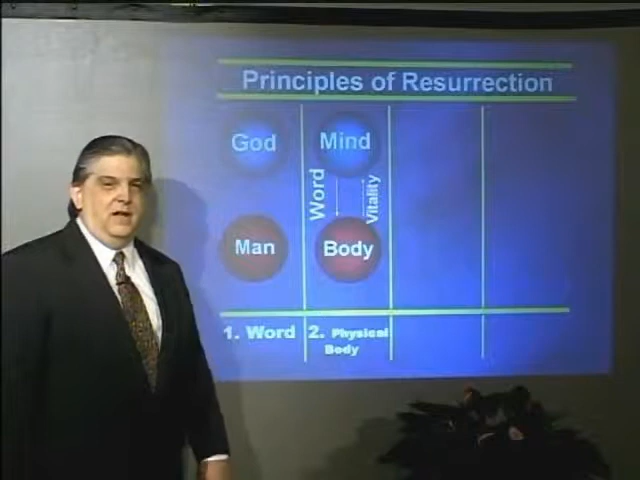 Principles of Resurrection
God
Mind
Word
Vitality
Man
Body
1. Word
2. Physical
Body